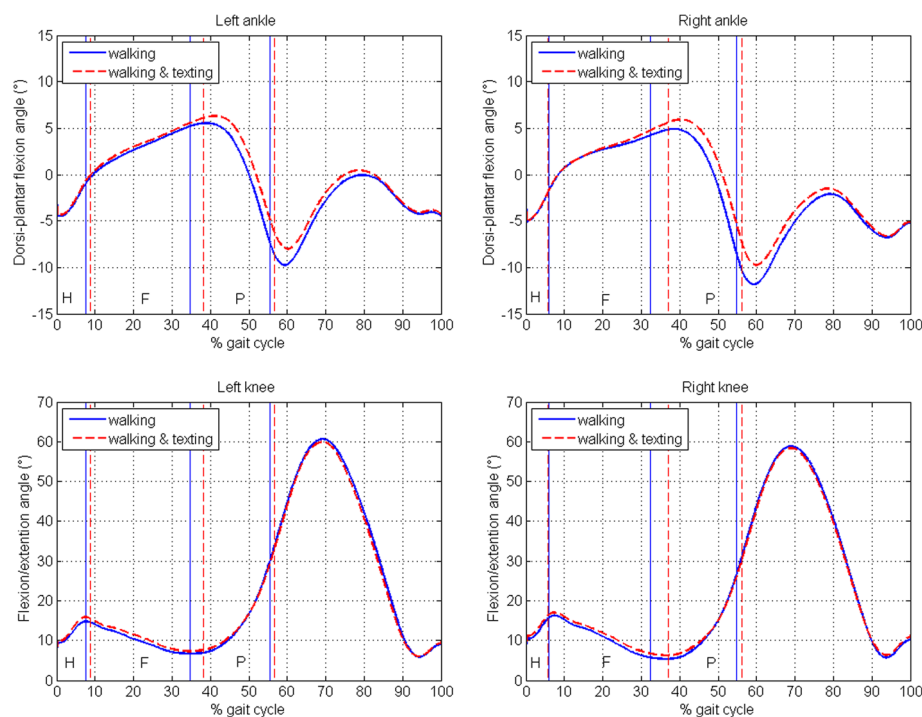 Left ankle
15
10
5
0
-5
-10
-15
Dorsi-plantar flexion angle (°)
walking
walking & texting
H
F
P
0 10 20 30 40 50 60 70 80 90 100
% gait cycle
Right ankle
15
10
5
0
-5
-10
-15
Dorsi-plantar flexion angle (°)
walking
walking & texting
H
F
P
0 10 20 30 40 50 60 70 80 90 100
% gait cycle
Left knee
70
60
50
40
30
20
10
0
Flexion/extention angle (°)
walking
walking & texting
H
F
P
0 10 20 30 40 50 60 70 80 90 100
% gait cycle
Right knee
70
60
50
40
30
20
10
0
Flexion/extention angle (°)
walking
walking & texting
H
F
P
0 10 20 30 40 50 60 70 80 90 100
% gait cycle